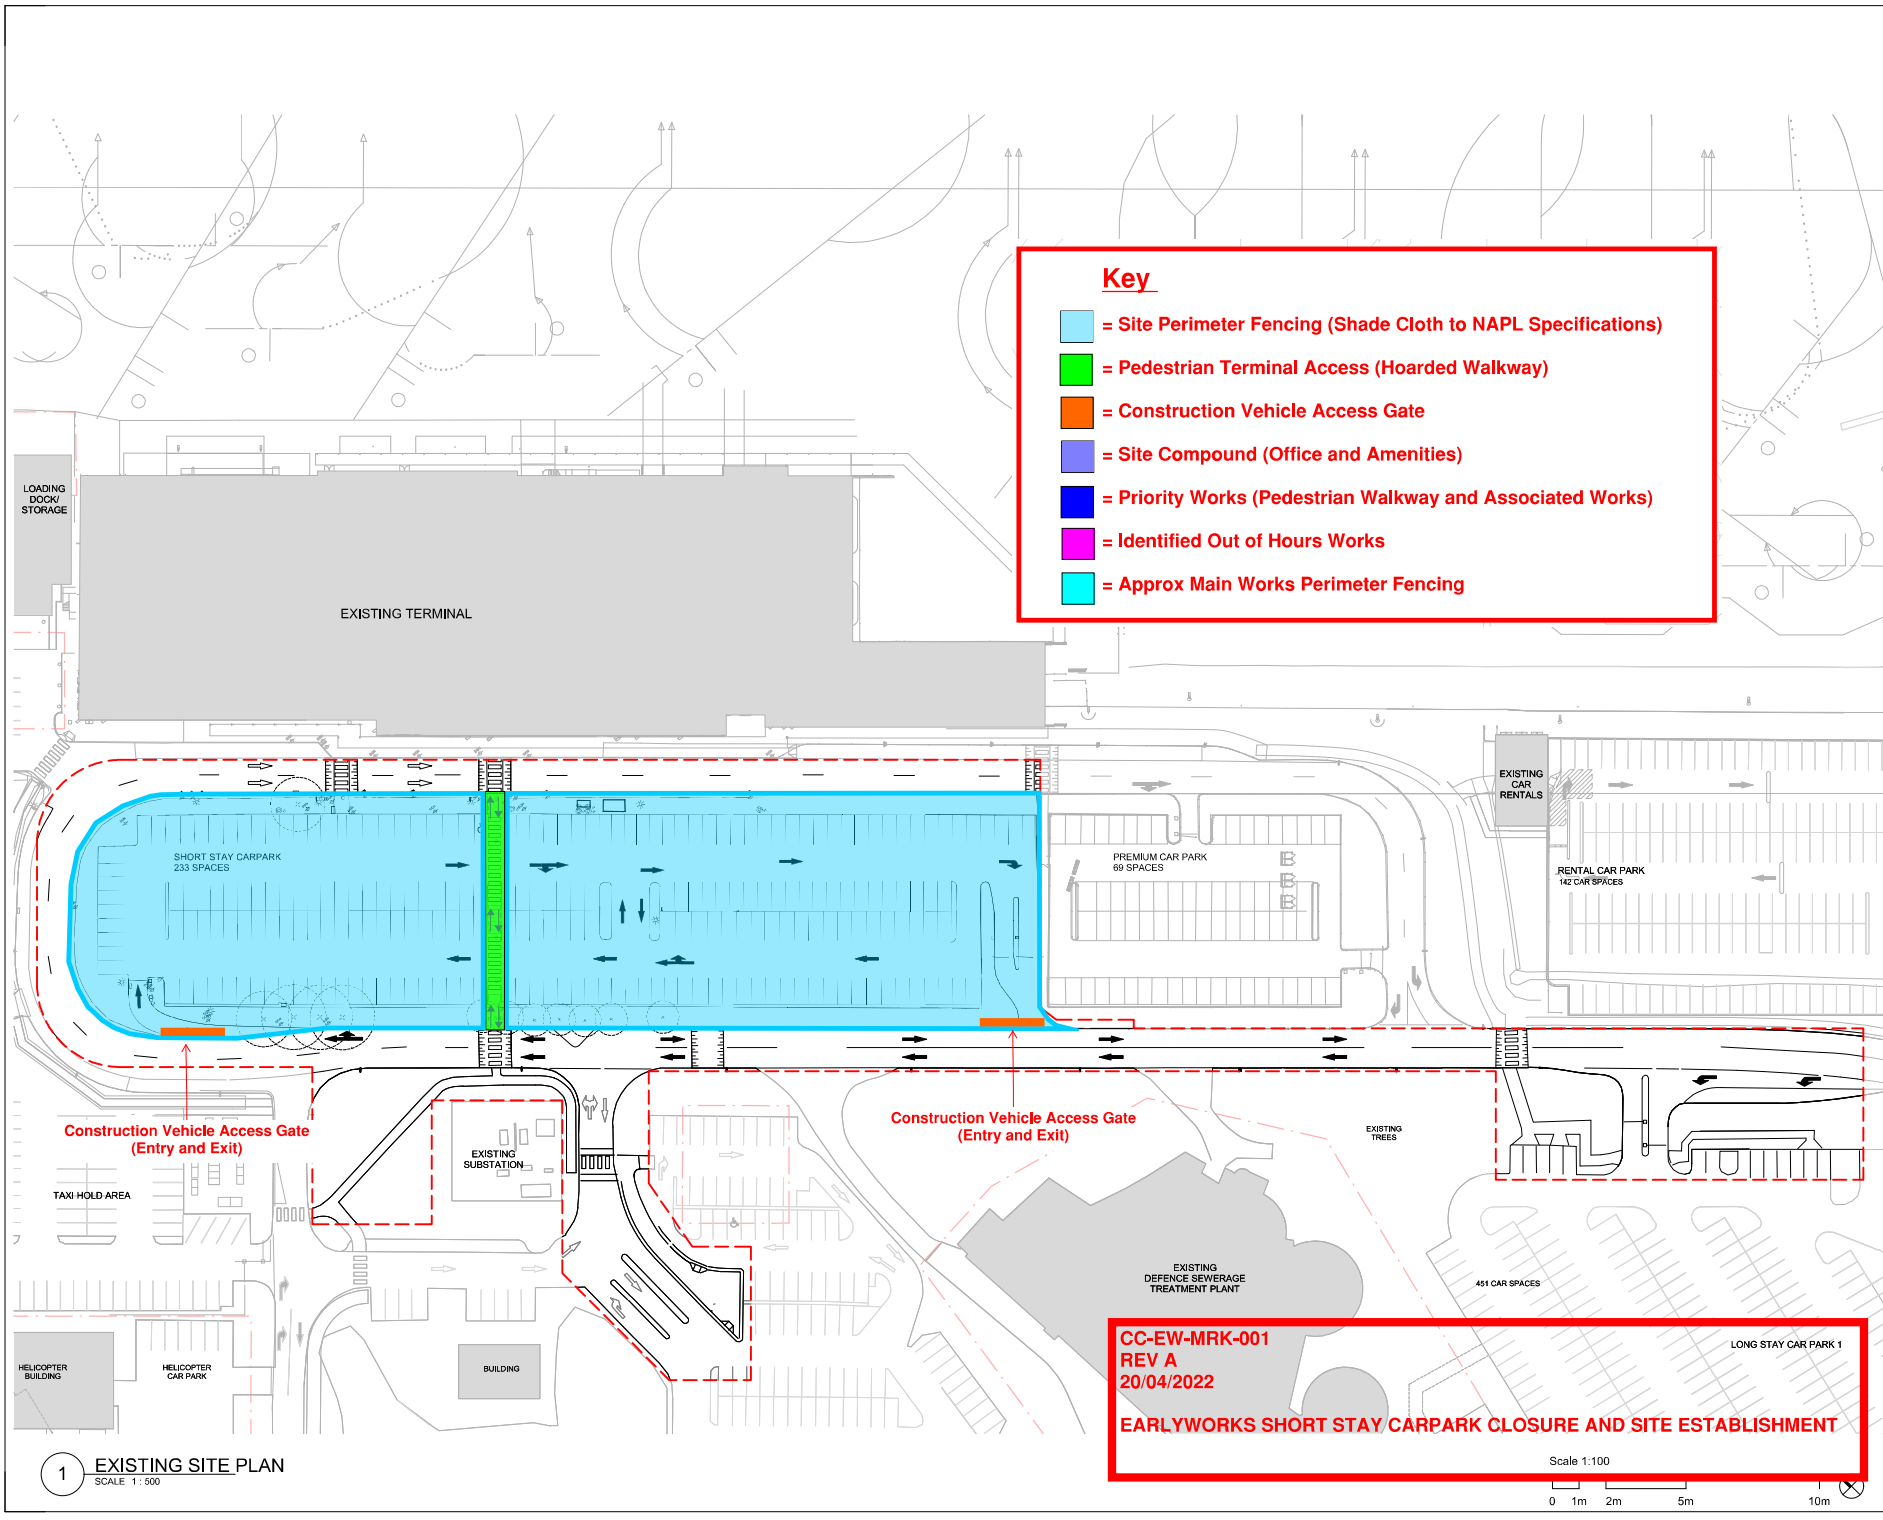 Key
= Site Perimeter Fencing (Shade Cloth to NAPL Specifications)
= Pedestrian Terminal Access (Hoarded Walkway)
= Construction Vehicle Access Gate
= Site Compound (Office and Amenities)
= Priority Works (Pedestrian Walkway and Associated Works)
= Identified Out of Hours Works
= Approx Main Works Perimeter Fencing
LOADING
DOCK/
STORAGE
EXISTING TERMINAL
EXISTING
CAR
RENTALS
SHORT STAY CARPARK
233 SPACES
PREMIUM CAR PARK
69 SPACES
RENTAL CAR PARK
142 CAR SPACES
Construction Vehicle Access Gate
(Entry and Exit)
Construction Vehicle Access Gate
(Entry and Exit)
EXISTING
TREES
EXISTING
SUBSTATION
TAXI HOLD AREA
EXISTING
DEFENCE SEWERAGE
TREATMENT PLANT
451 CAR SPACES
LONG STAY CAR PARK 1
HELICOPTER
BUILDING
HELICOPTER
CAR PARK
BUILDING
CC-EW-MRK-001
REV A
20/04/2022
EARLYWORKS SHORT STAY CARPARK CLOSURE AND SITE ESTABLISHMENT
1
EXISTING SITE PLAN
SCALE 1 : 500
Scale 1:100
0 1m 2m 5m 10m